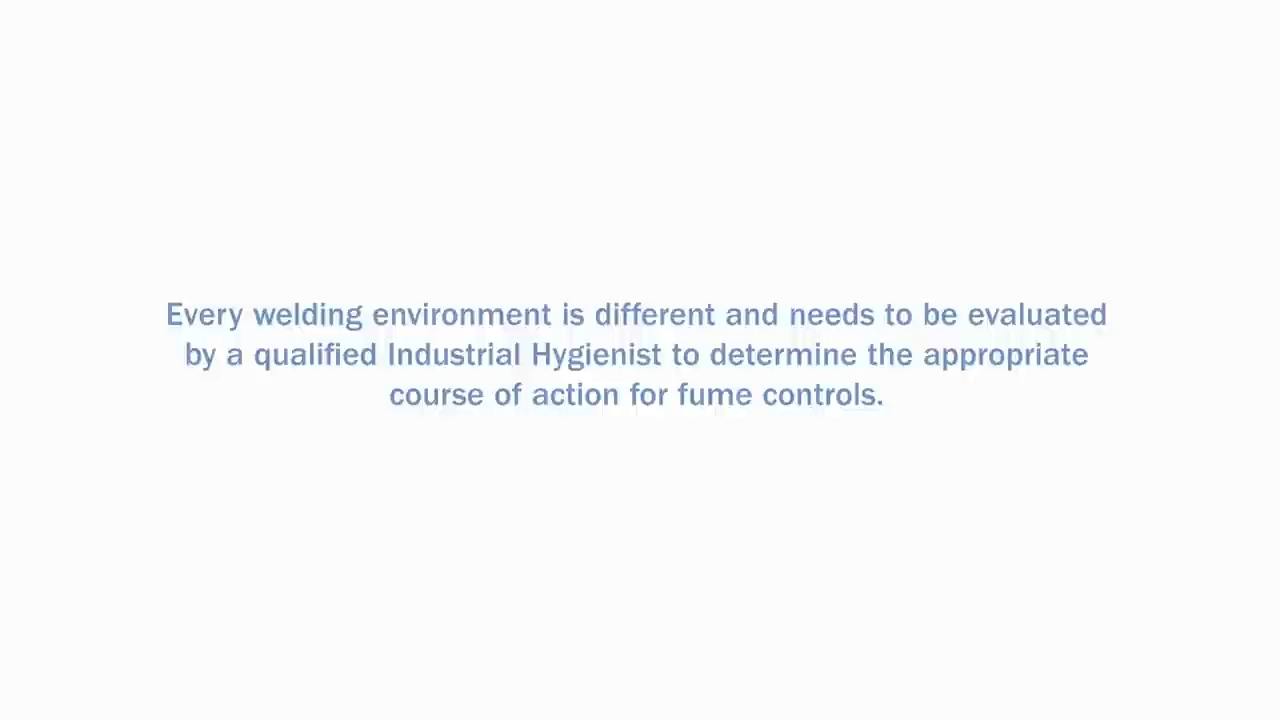 Every welding environment is different and needs to be evaluated
by a qualified Industrial Hygienist to determine the appropriate
course of action for fume controls.